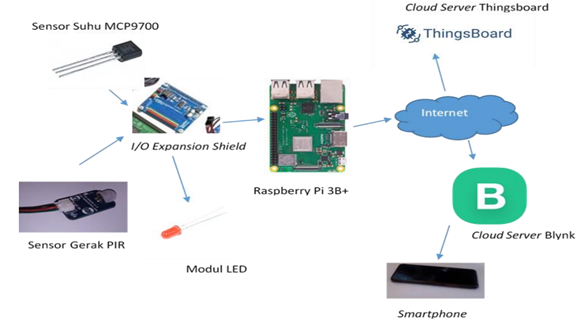 Cloud Server Thingsboard
Sensor Suhu MCP9700
ThingsBoard
Internet
I/O Expansion Shield
Raspberry Pi 3B+
B
Cloud Server Blynk
Sensor Gerak PIR
Modul LED
Smartphone